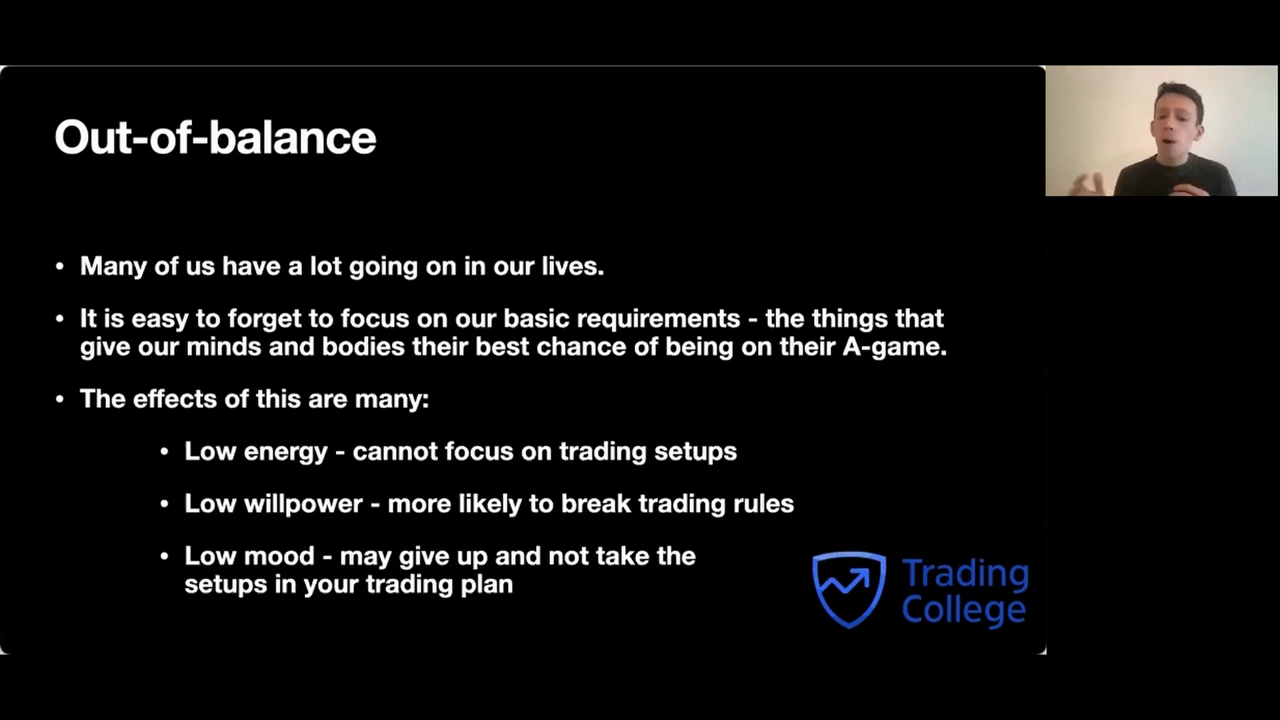 Out-of-balance
• Many of us have a lot going on in our lives.
• It is easy to forget to focus on our basic requirements - the things that
give our minds and bodies their best chance of being on their A-game.
• The effects of this are many:
• Low energy - cannot focus on trading setups
• Low willpower - more likely to break trading rules
• Low mood - may give up and not take the
setups in your trading plan
Trading
College